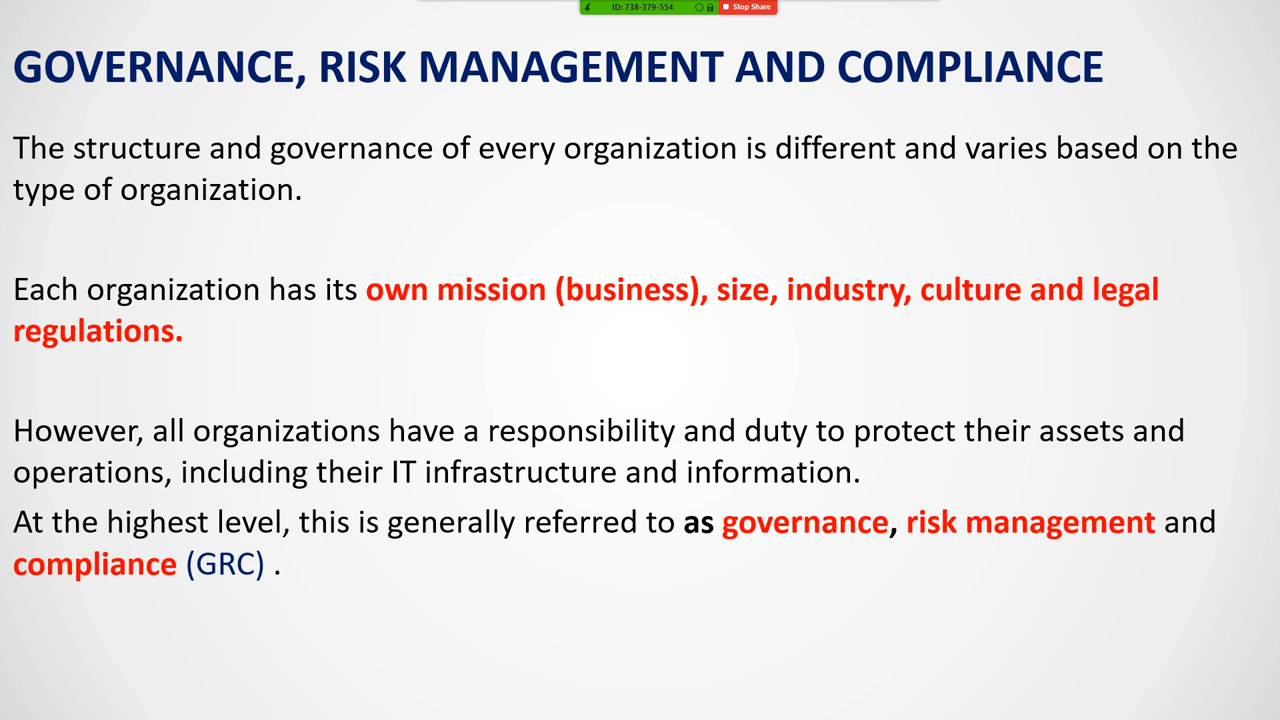 ID: 738-379-554
Stop Share
GOVERNANCE, RISK MANAGEMENT AND COMPLIANCE
The structure and governance of every organization is different and varies based on the
type of organization.
Each organization has its own mission (business), size, industry, culture and legal
regulations.
However, all organizations have a responsibility and duty to protect their assets and
operations, including their IT infrastructure and information.
At the highest level, this is generally referred to as governance, risk management and
compliance (GRC) .